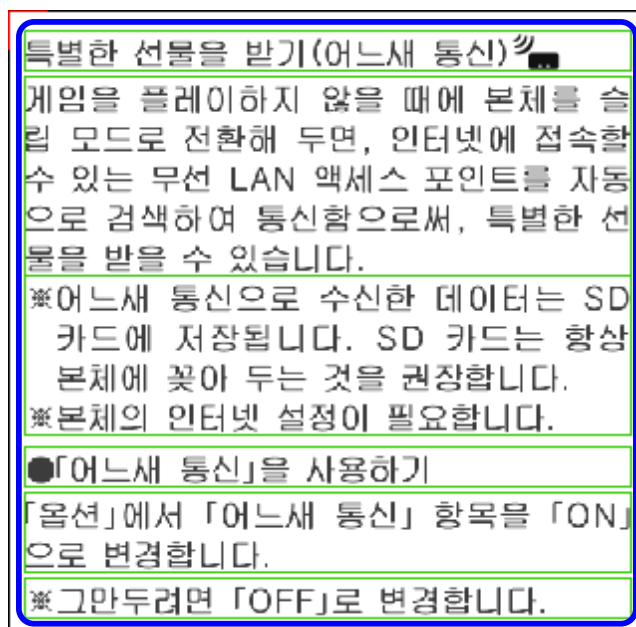 특별한 선물을 받기(어느새 통신)
게임을 플레이하지 않을 때에 본체를 슬
립 모드로 전환해 두면, 인터넷에 접속할
수 있는 무선 LAN 액세스 포인트를 자동
으로 검색하여 통신함으로써, 특별한 선
물을 받을 수 있습니다.
※어느새 통신으로 수신한 데이터는 SD
카드에 저장됩니다. SD 카드는 항상
본체에 꽂아 두는 것을 권장합니다.
※본체의 인터넷 설정이 필요합니다.
●「어느새 통신」을 사용하기
「옵션」에서 「어느새 통신」 항목을 「ON」
으로 변경합니다.
※그만두려면 「OFF」로 변경합니다.